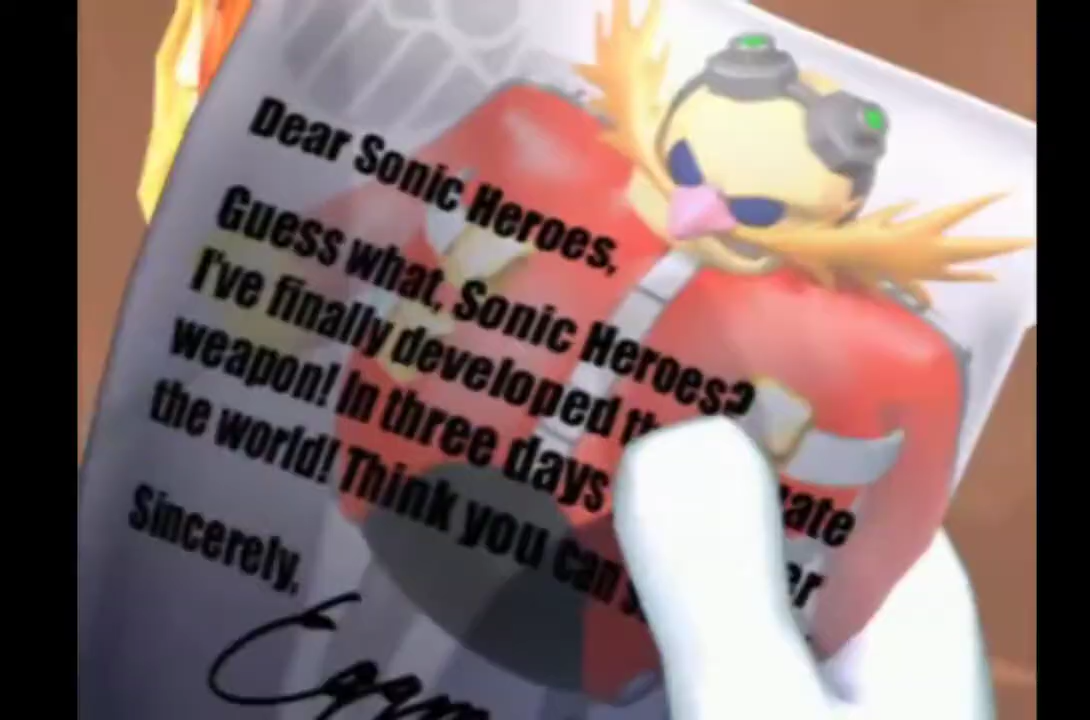 Dear Sonic Heroes,
Guess what, Sonic Heroes?
I've finally developed
weapon! In three days
the world! Think you can
Sincerely,